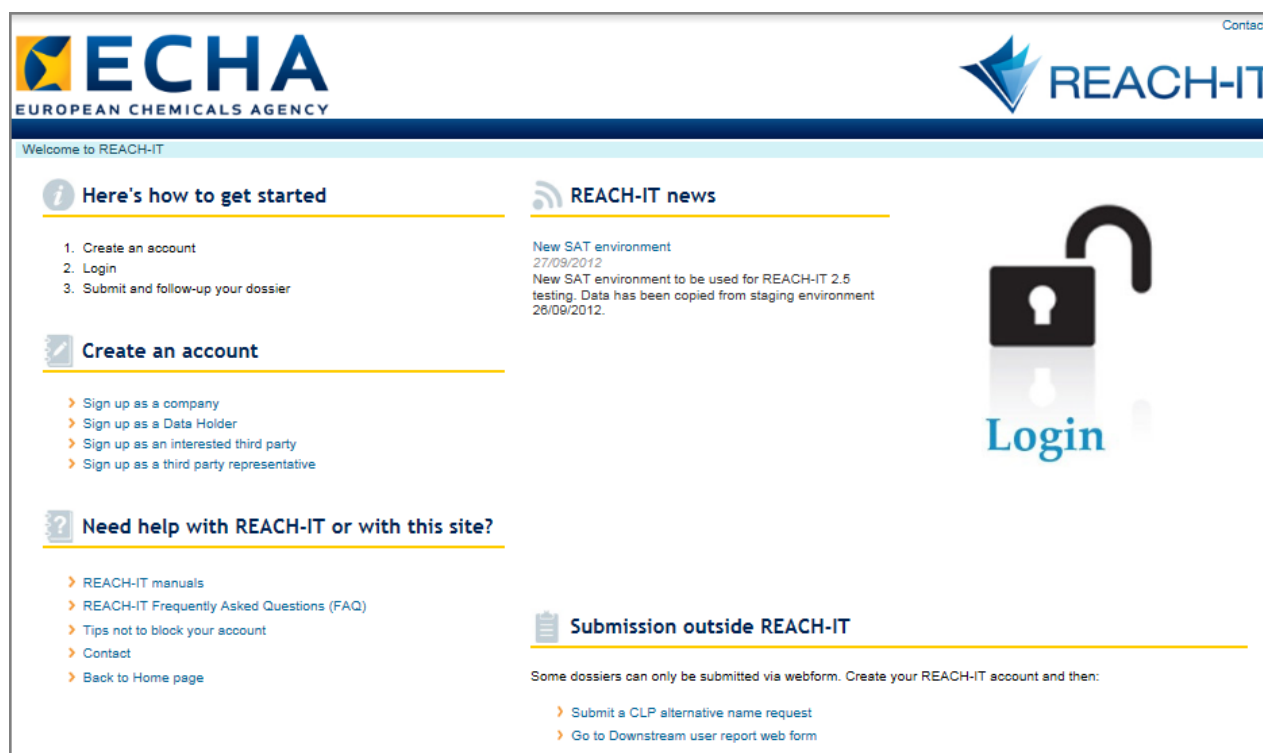 Contac
ECHA
EUROPEAN CHEMICALS AGENCY
REACH-IT
Welcome to REACH-IT
Here's how to get started
1. Create an account
2. Login
3. Submit and follow-up your dossier
Create an account
Sign up as a company
Sign up as a Data Holder
Sign up as an interested third party
Sign up as a third party representative
Need help with REACH-IT or with this site?
REACH-IT manuals
REACH-IT Frequently Asked Questions (FAQ)
Tips not to block your account
Contact
Back to Home page
REACH-IT news
New SAT environment
27/09/2012
New SAT environment to be used for REACH-IT 2.5
testing. Data has been copied from staging environment
26/09/2012.
Login
Submission outside REACH-IT
Some dossiers can only be submitted via webform. Create your REACH-IT account and then:
Submit a CLP alternative name request
Go to Downstream user report web form